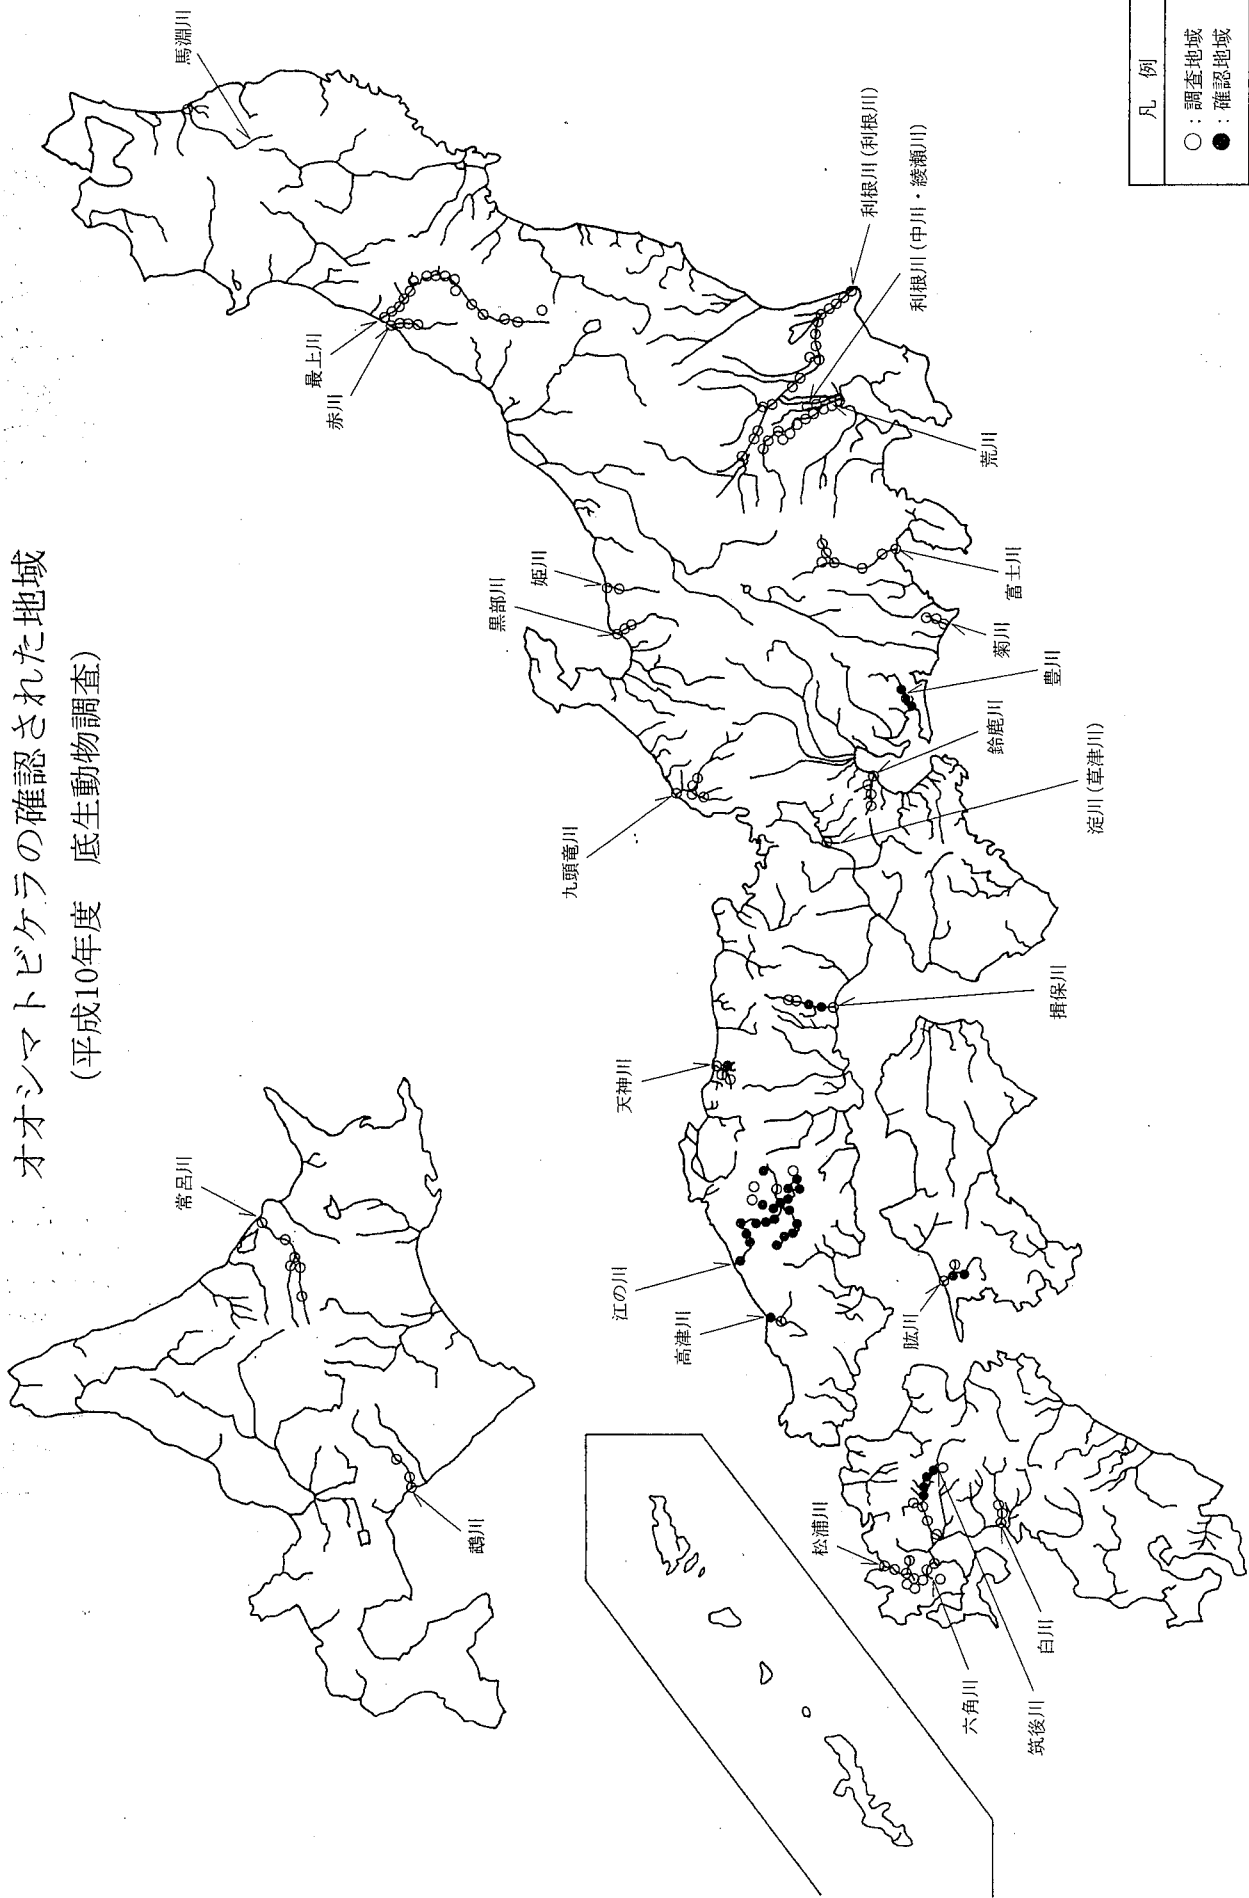 オオシマトビケラの確認された地域
(平成10年度 底生動物調査)
常呂川
鵡川
馬淵川
最上川
赤川
利根川(利根川)
利根川(中川・綾瀬川)
荒川
姫川
黒部川
富士川
菊川
豊川
鈴鹿川
淀川(草津川)
九頭竜川
揖保川
天神川
江の川
高津川
肱川
松浦川
白川
六角川
筑後川
凡 例
○:調査地域
●:確認地域